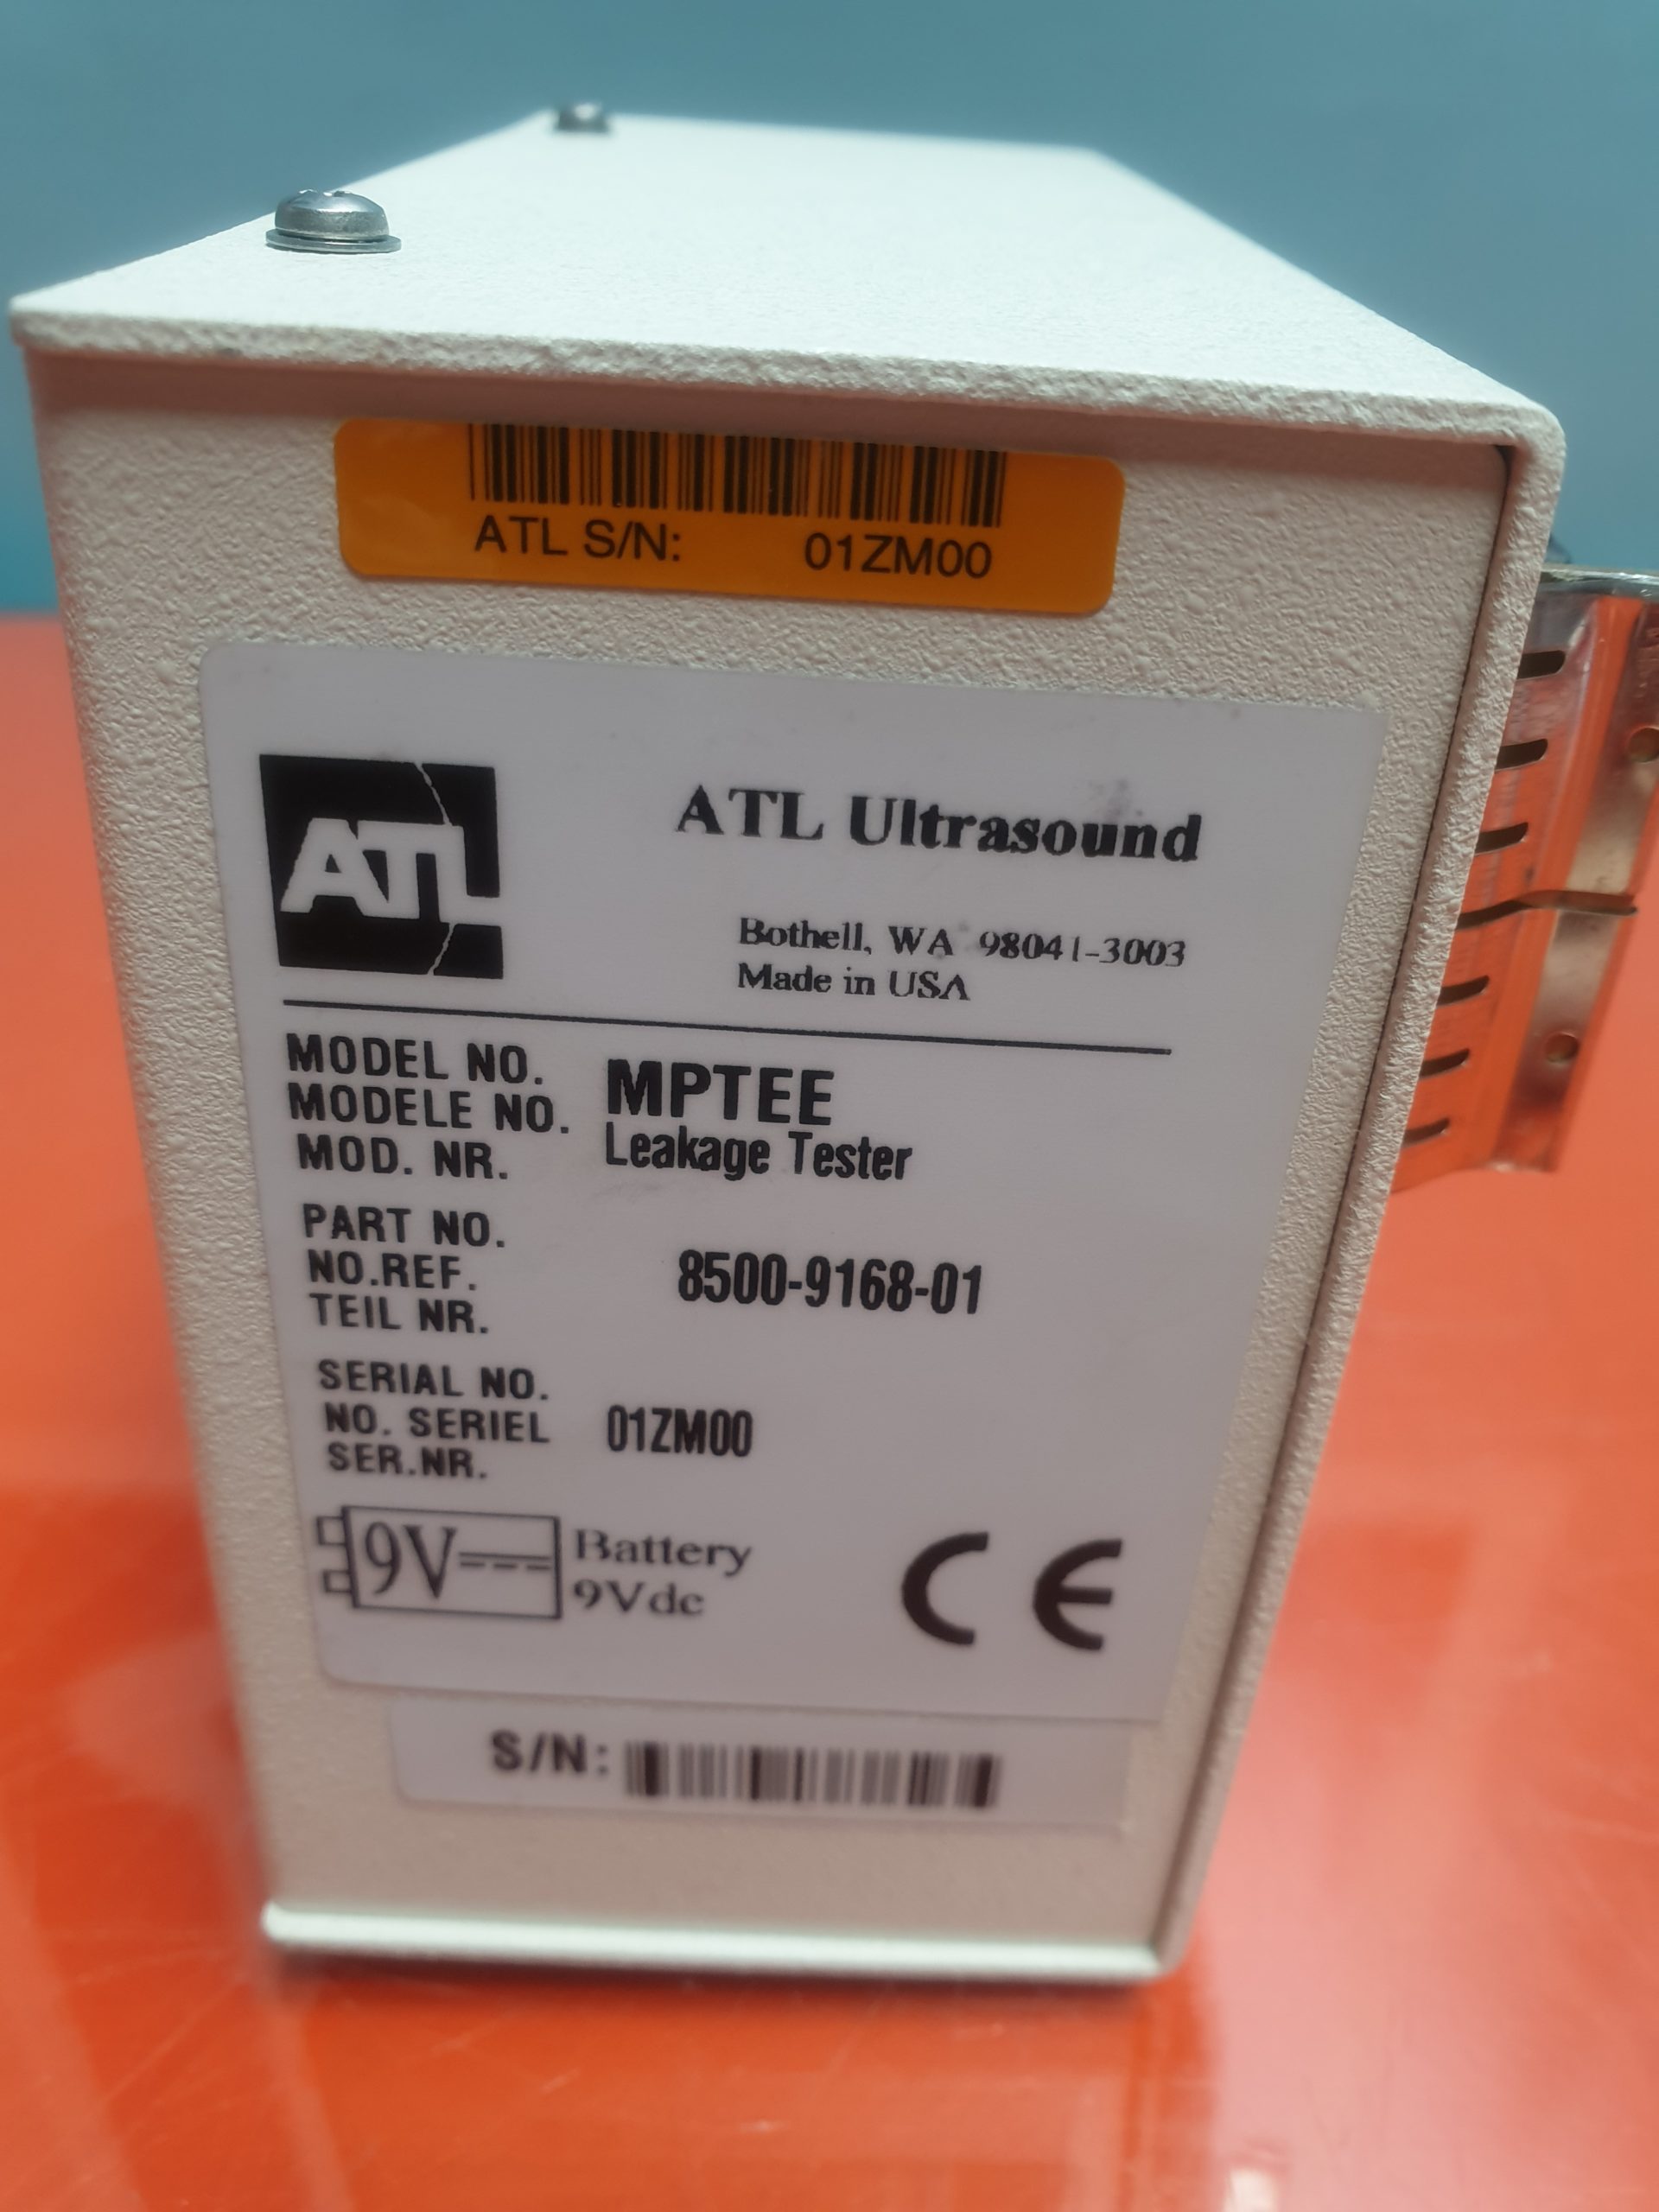 ATL S/N: 01ZM00
ATL
ATL Ultrasound
Bothell, WA 98041-3003
Made in USA
MODEL NO. MPTEE
MODELE NO. Leakage Tester
MOD. NR.
PART NO.
NO.REF. 8500-9168-01
TEIL NR.
SERIAL NO.
NO. SERIEL 01ZM00
SER.NR.
9V Battery
9Vdc
CE
S/N: